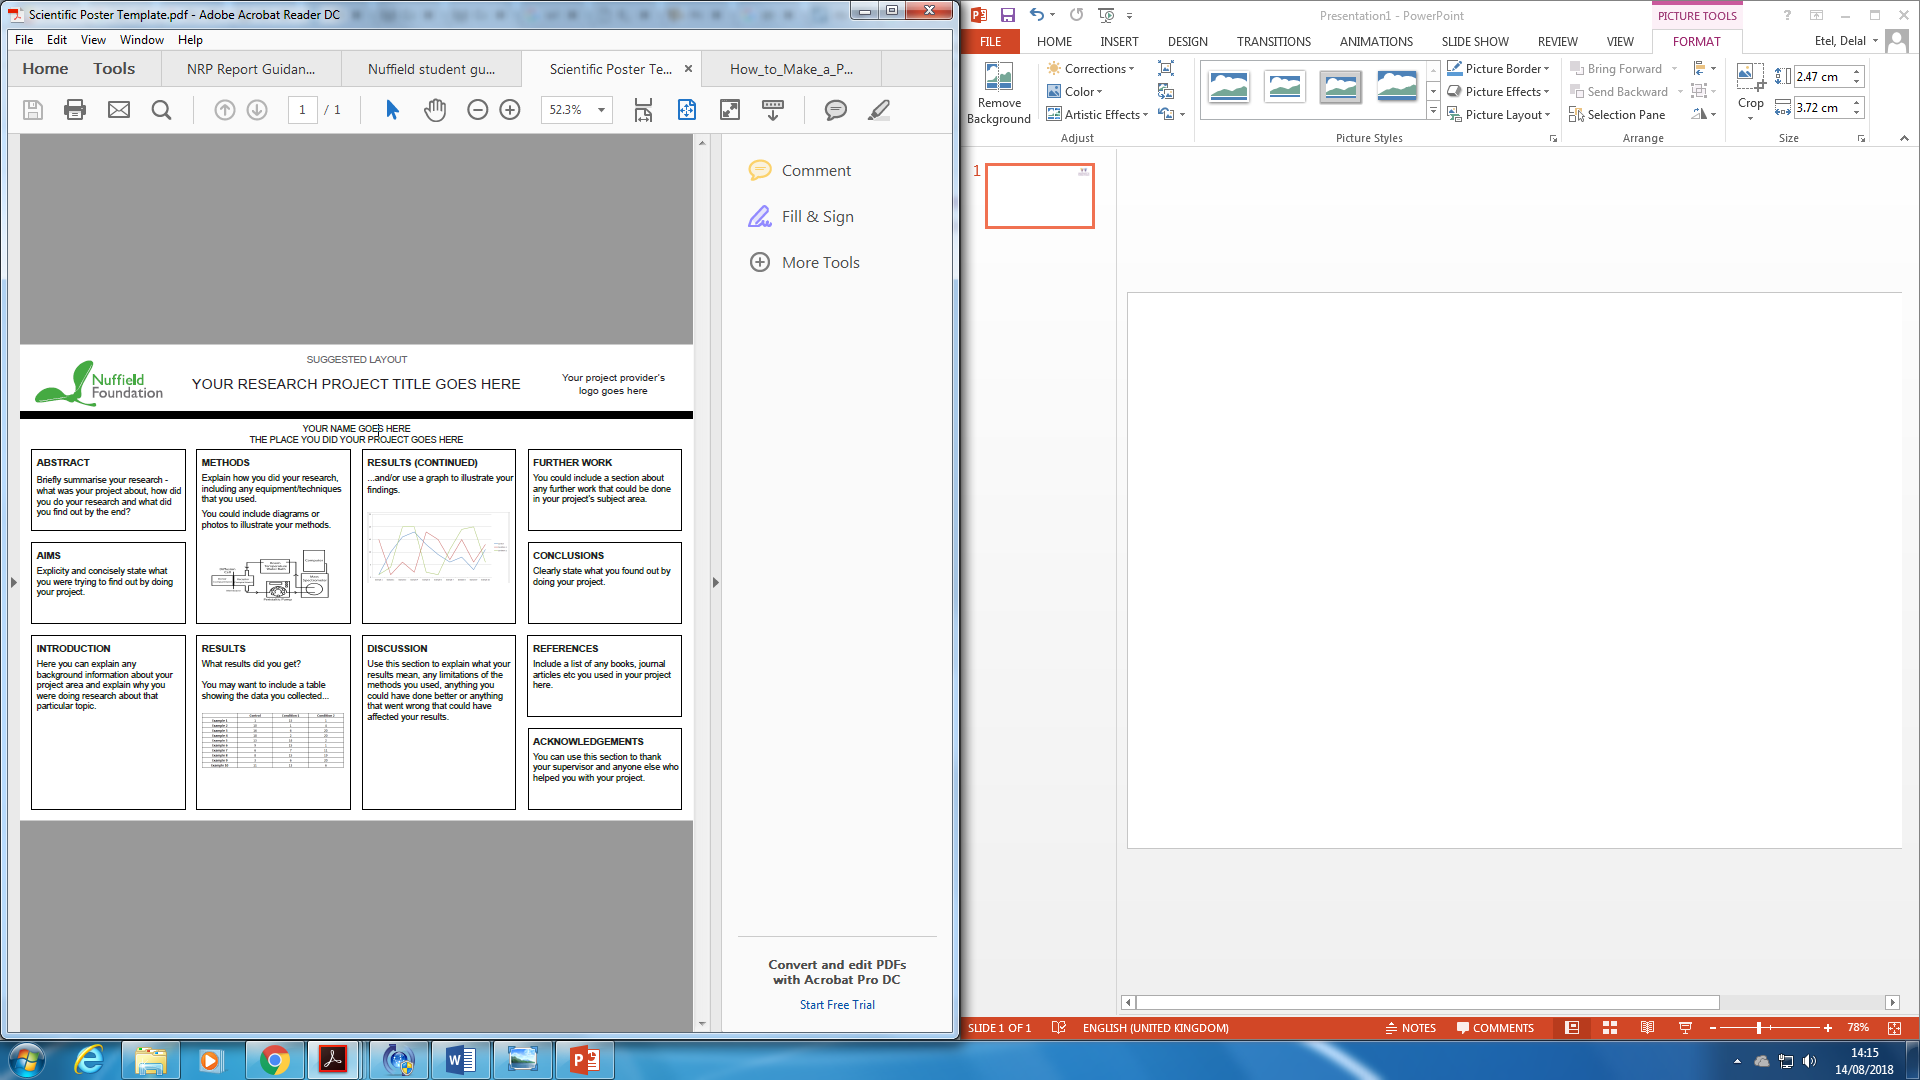 Scientific Poster Template.pdf - Adobe Acrobat Reader DC
File Edit View Window Help
Home Tools NRP Report Guidan... Nuffield student gu... Scientific Poster Te... × How_to_Make_a_P...
1 / 1 52.3%
Comment
Fill & Sign
More Tools
SUGGESTED LAYOUT
Nuffield
Foundation
YOUR RESEARCH PROJECT TITLE GOES HERE
Your project provider's
logo goes here
YOUR NAME GOES HERE
THE PLACE YOU DID YOUR PROJECT GOES HERE
ABSTRACT
Briefly summarise your research -
what was your project about, how did
you do your research and what did
you find out by the end?
AIMS
Explicity and concisely state what
you were trying to find out by doing
your project.
INTRODUCTION
Here you can explain any
background information about your
project area and explain why you
were doing research about that
particular topic.
METHODS
Explain how you did your research,
including any equipment/techniques
that you used.
You could include diagrams or
photos to illustrate your methods.
RESULTS
What results did you get?
You may want to include a table
showing the data you collected...
RESULTS (CONTINUED)
...and/or use a graph to illustrate your
findings.
DISCUSSION
Use this section to explain what your
results mean, any limitations of the
methods you used, anything you
could have done better or anything
that went wrong that could have
affected your results.
FURTHER WORK
You could include a section about
any further work that could be done
in your project's subject area.
CONCLUSIONS
Clearly state what you found out by
doing your project.
REFERENCES
Include a list of any books, journal
articles etc you used in your project
here.
ACKNOWLEDGEMENTS
You can use this section to thank
your supervisor and anyone else who
helped you with your project.
Convert and edit PDFs
with Acrobat Pro DC
Start Free Trial
Presentation1 - PowerPoint
PICTURE TOOLS
FILE HOME INSERT DESIGN TRANSITIONS ANIMATIONS SLIDE SHOW REVIEW VIEW FORMAT Etel, Delal
Remove
Background
Corrections
Color
Artistic Effects
Adjust
Picture Styles
Picture Border
Picture Effects
Picture Layout
Bring Forward
Send Backward
Selection Pane
Arrange
Crop
2.47 cm
3.72 cm
Size
1
SLIDE 1 OF 1 ENGLISH (UNITED KINGDOM) NOTES COMMENTS 78%
14:15
14/08/2018